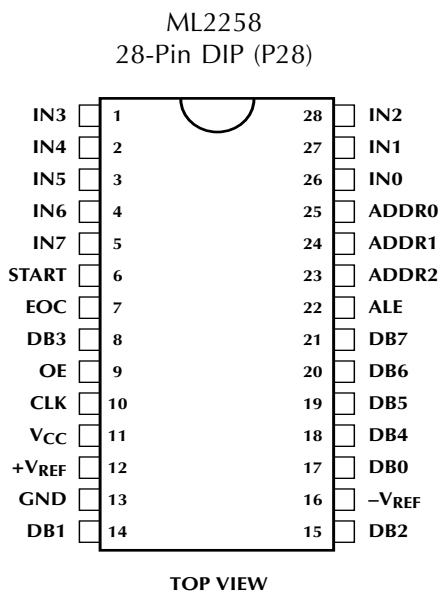 ML2258
28-Pin DIP (P28)
IN3 1 28 IN2
IN4 2 27 IN1
IN5 3 26 IN0
IN6 4 25 ADDR0
IN7 5 24 ADDR1
START 6 23 ADDR2
EOC 7 22 ALE
DB3 8 21 DB7
OE 9 20 DB6
CLK 10 19 DB5
VCC 11 18 DB4
+VREF 12 17 DB0
GND 13 16 –VREF
DB1 14 15 DB2
TOP VIEW